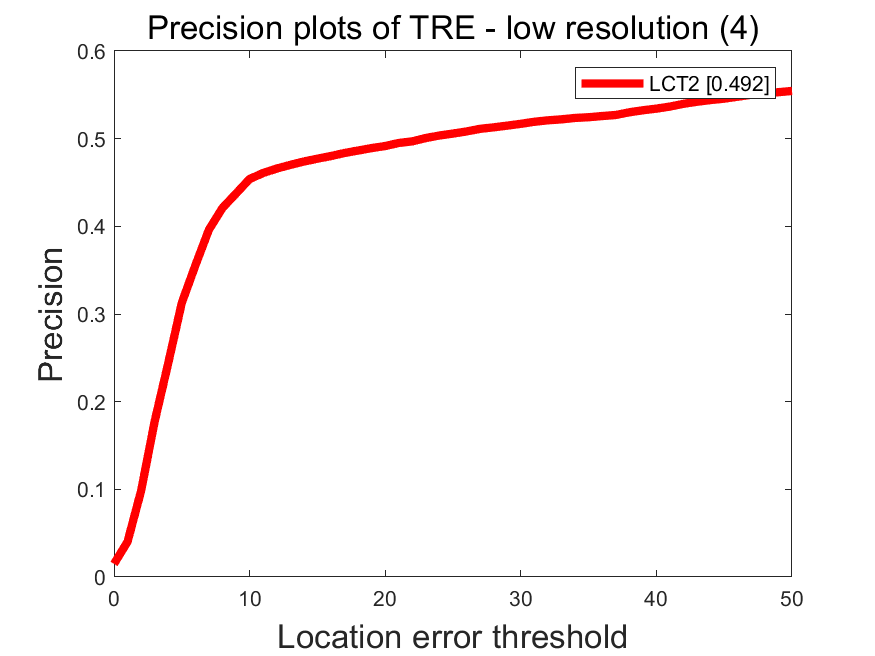 Precision plots of TRE - low resolution (4)
LCT2 [0.492]
0.6
0.5
0.4
0.3
0.2
0.1
0
Precision
0 10 20 30 40 50
Location error threshold